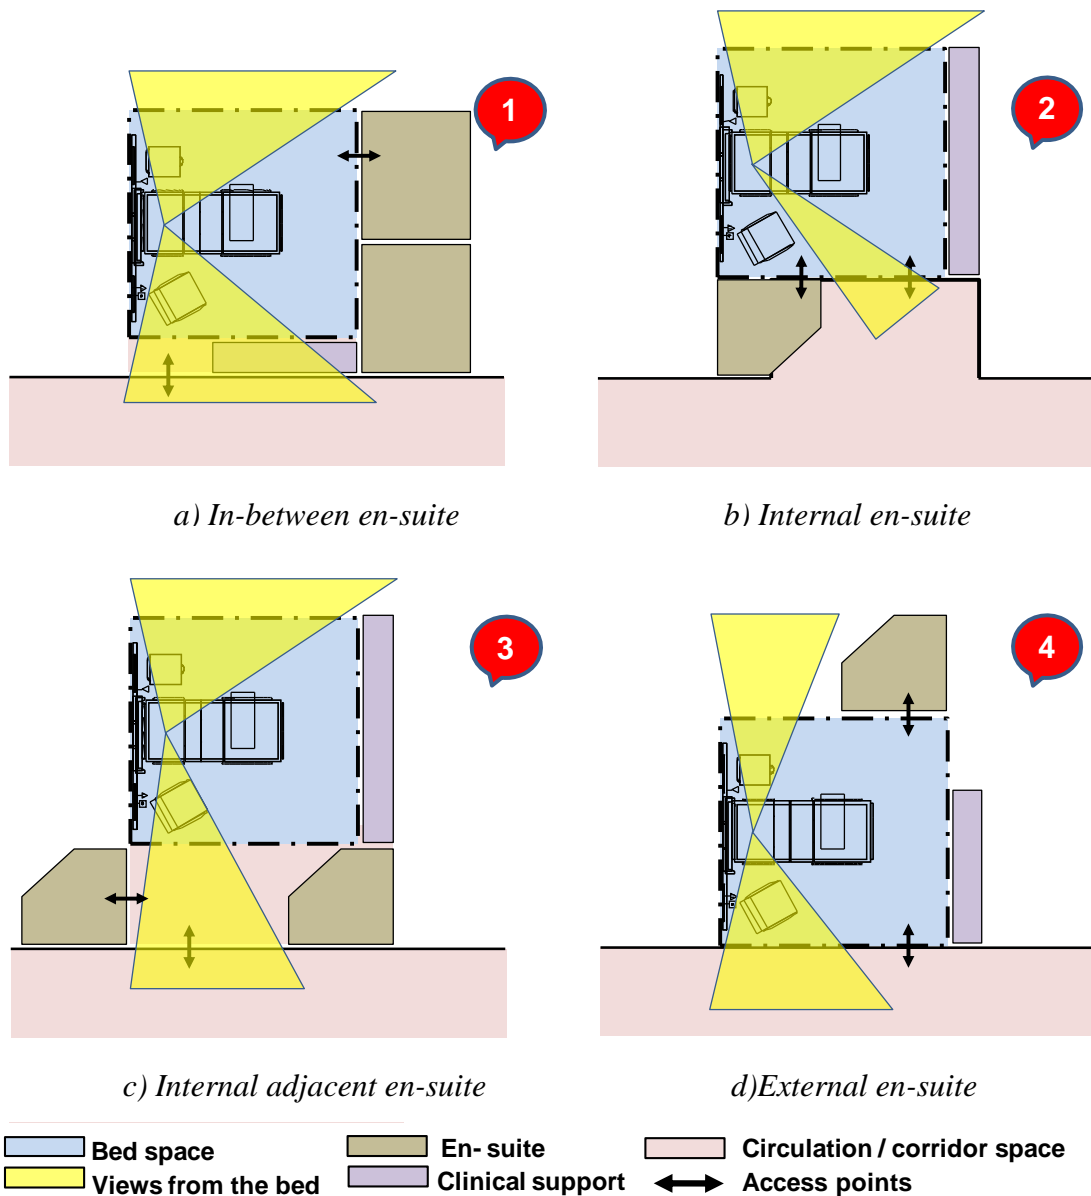 1
2
a) In-between en-suite
b) Internal en-suite
3
4
c) Internal adjacent en-suite
d)External en-suite
Bed space
En- suite
Circulation / corridor space
Views from the bed
Clinical support
Access points